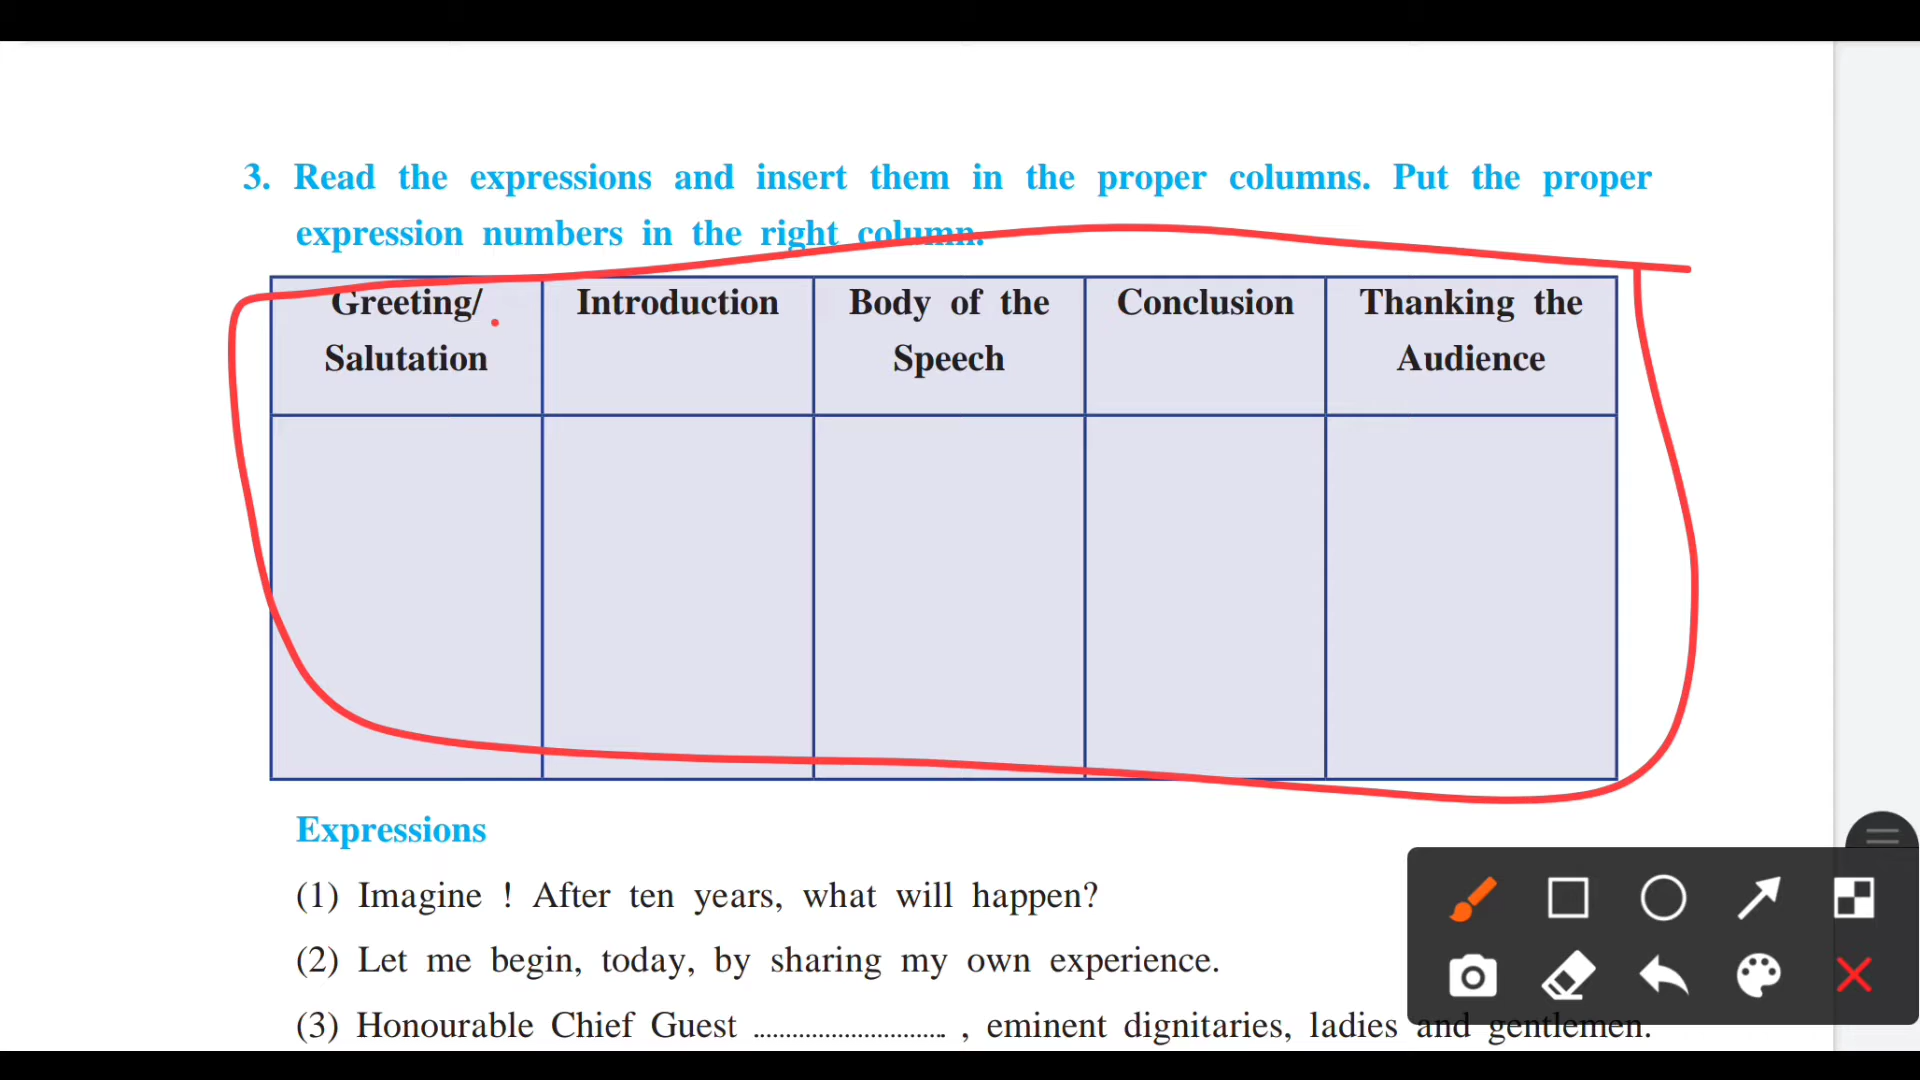 3. Read the expressions and insert them in the proper columns. Put the proper
expression numbers in the right column.
Greeting/
Salutation
Introduction
Body of the
Speech
Conclusion
Thanking the
Audience
Expressions
(1) Imagine ! After ten years, what will happen?
(2) Let me begin, today, by sharing my own experience.
(3) Honourable Chief Guest ............................. , eminent dignitaries, ladies and gentlemen.